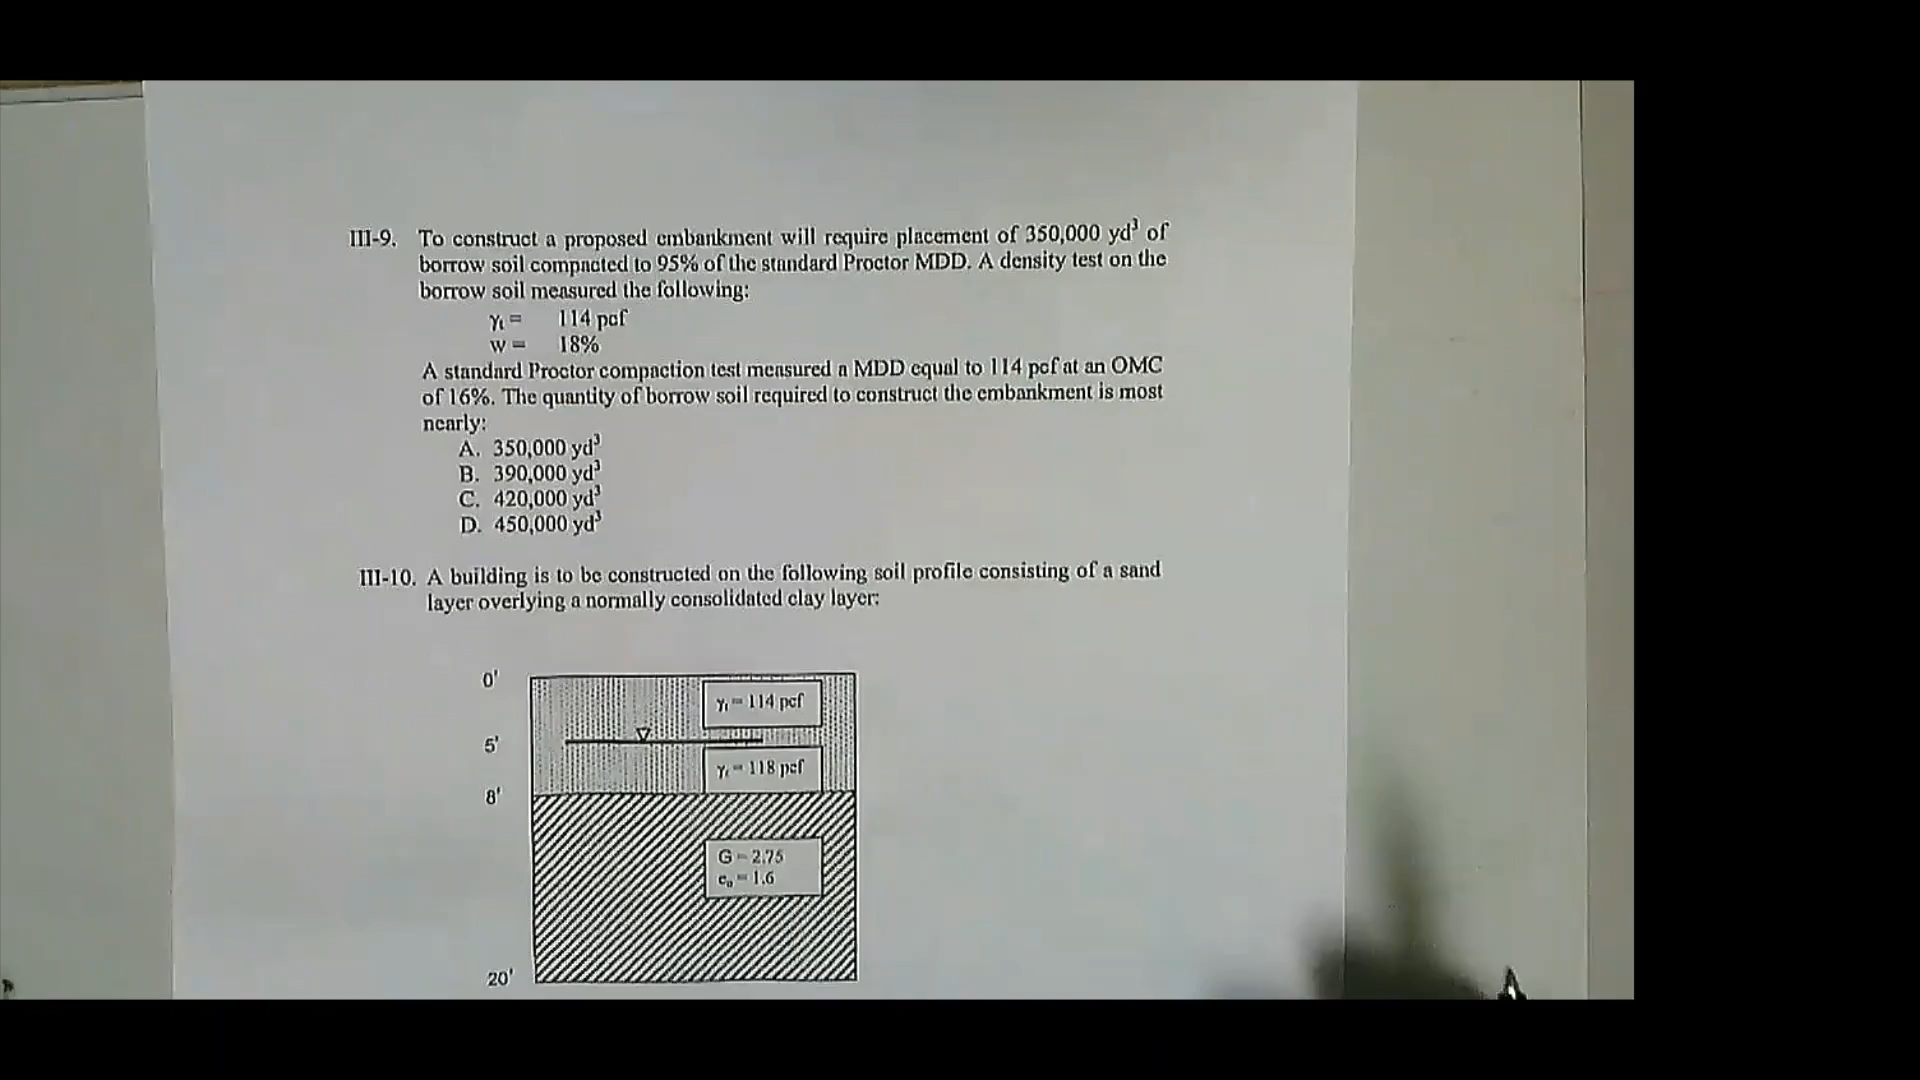 III-9. To construct a proposed embankment will require placement of 350,000 yd³ of
borrow soil compacted to 95% of the standard Proctor MDD. A density test on the
borrow soil measured the following:
γt = 114 pcf
w = 18%
A standard Proctor compaction test measured a MDD equal to 114 pcf at an OMC
of 16%. The quantity of borrow soil required to construct the embankment is most
nearly:
A. 350,000 yd³
B. 390,000 yd³
C. 420,000 yd³
D. 450,000 yd³
III-10. A building is to be constructed on the following soil profile consisting of a sand
layer overlying a normally consolidated clay layer:
0'
γt = 114 pcf
5'
γt = 118 pcf
8'
G = 2.75
eo = 1.6
20'